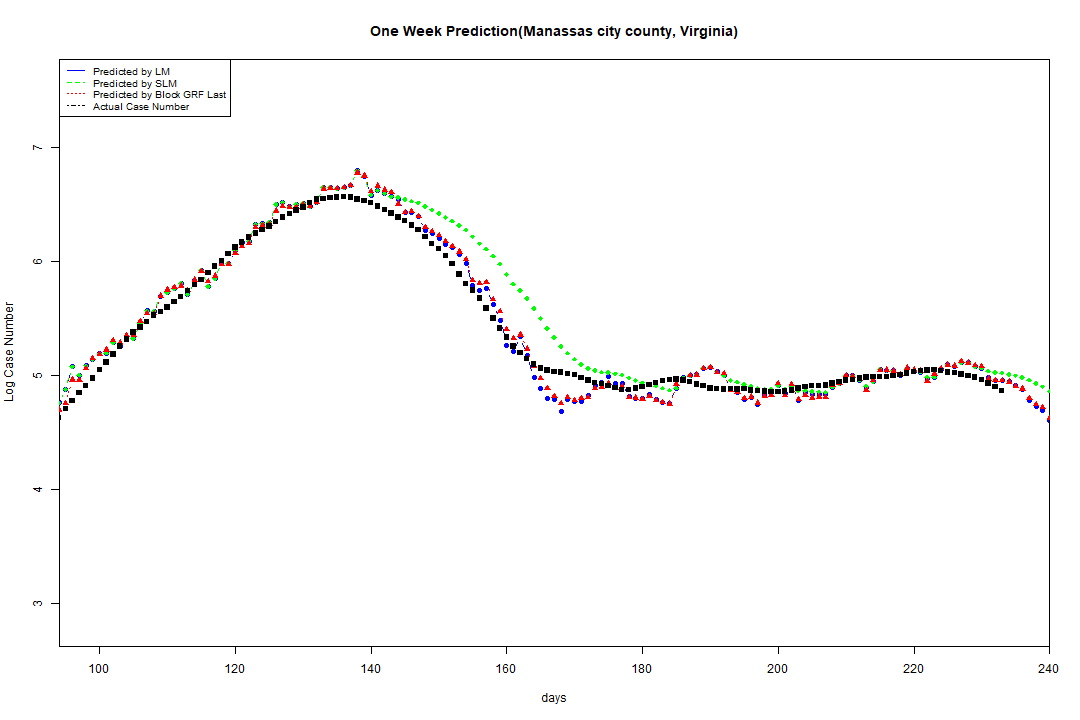 One Week Prediction(Manassas city county, Virginia)
Predicted by LM
Predicted by SLM
Predicted by Block GRF Last
Actual Case Number
Log Case Number
7
6
5
4
3
100 120 140 160 180 200 220 240
days